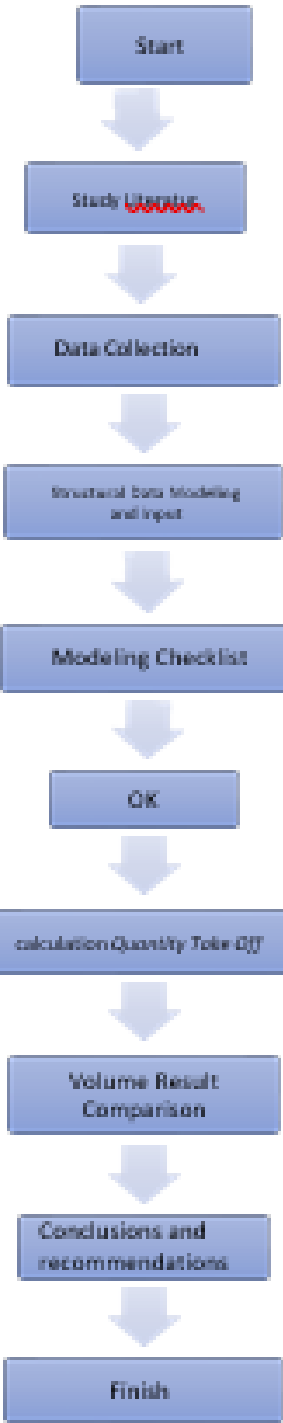 Start
Study Literatur
Data Collection
Structural Data Modeling
and Input
Modeling Checklist
OK
calculation Quantity Take Off
Volume Result
Comparison
Conclusions and
recommendations
Finish